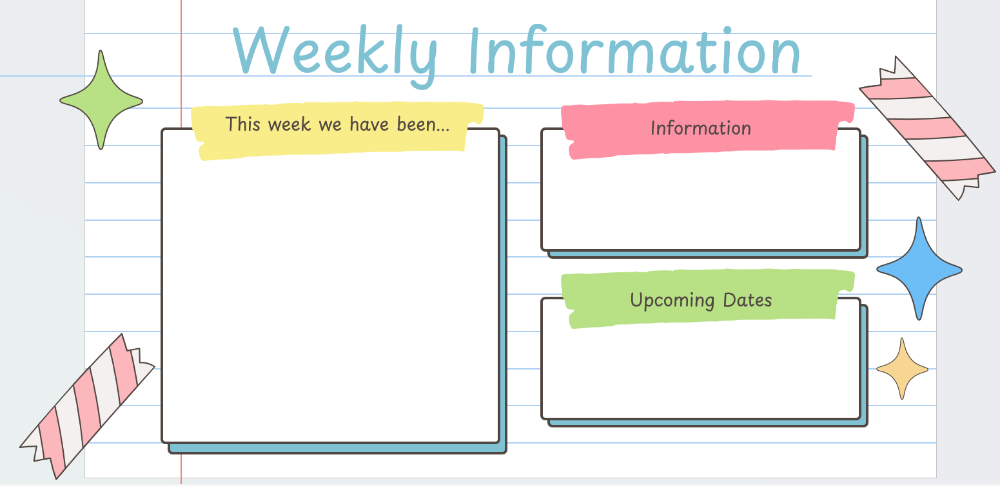 Weekly Information
This week we have been...
Information
Upcoming Dates